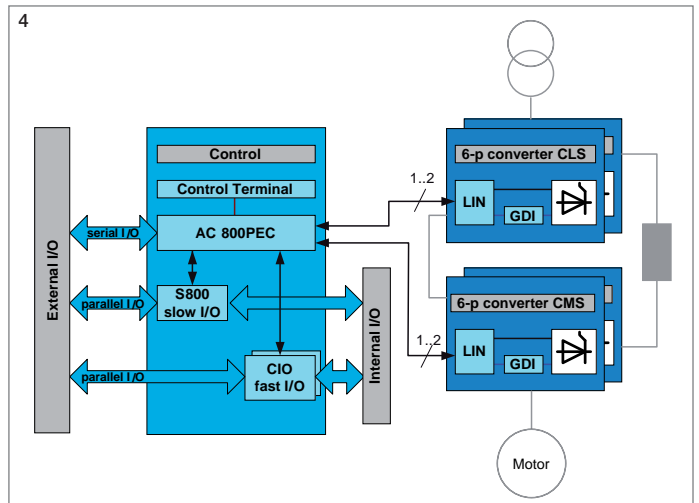 4
External I/O
Control
Control Terminal
AC 800PEC
serial I/O
parallel I/O
S800
slow I/O
parallel I/O
CIO
fast I/O
Internal I/O
1..2
1..2
6-p converter CLS
LIN
GDI
6-p converter CMS
LIN
GDI
Motor